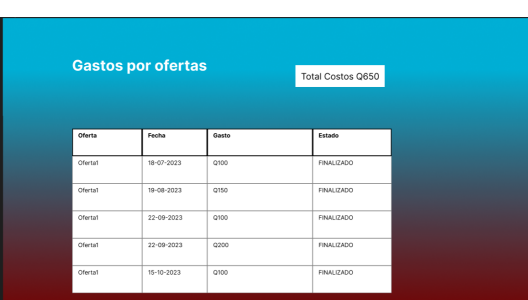 Gastos por ofertas
Total Costos Q650
Oferta Fecha Gasto Estado
Oferta1 18-07-2023 Q100 FINALIZADO
Oferta1 19-08-2023 Q150 FINALIZADO
Oferta1 22-09-2023 Q100 FINALIZADO
Oferta1 22-09-2023 Q200 FINALIZADO
Oferta1 15-10-2023 Q100 FINALIZADO